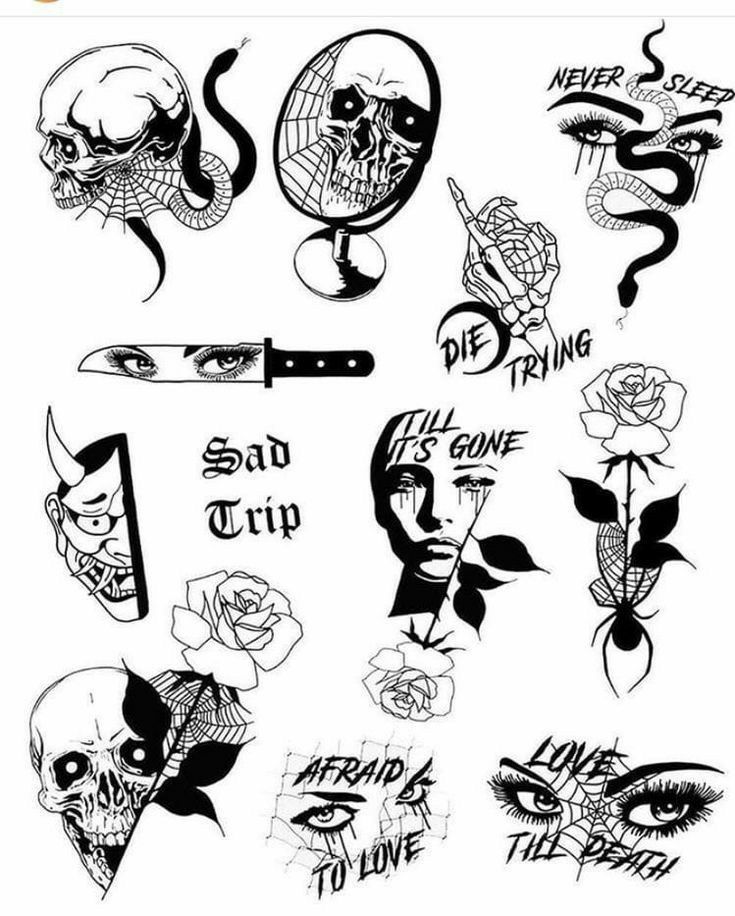 NEVER SLEEP
DIE
TRYING
Sad
Trip
TILL
IT'S GONE
AFRAID
TO LOVE
LOVE
TILL DEATH